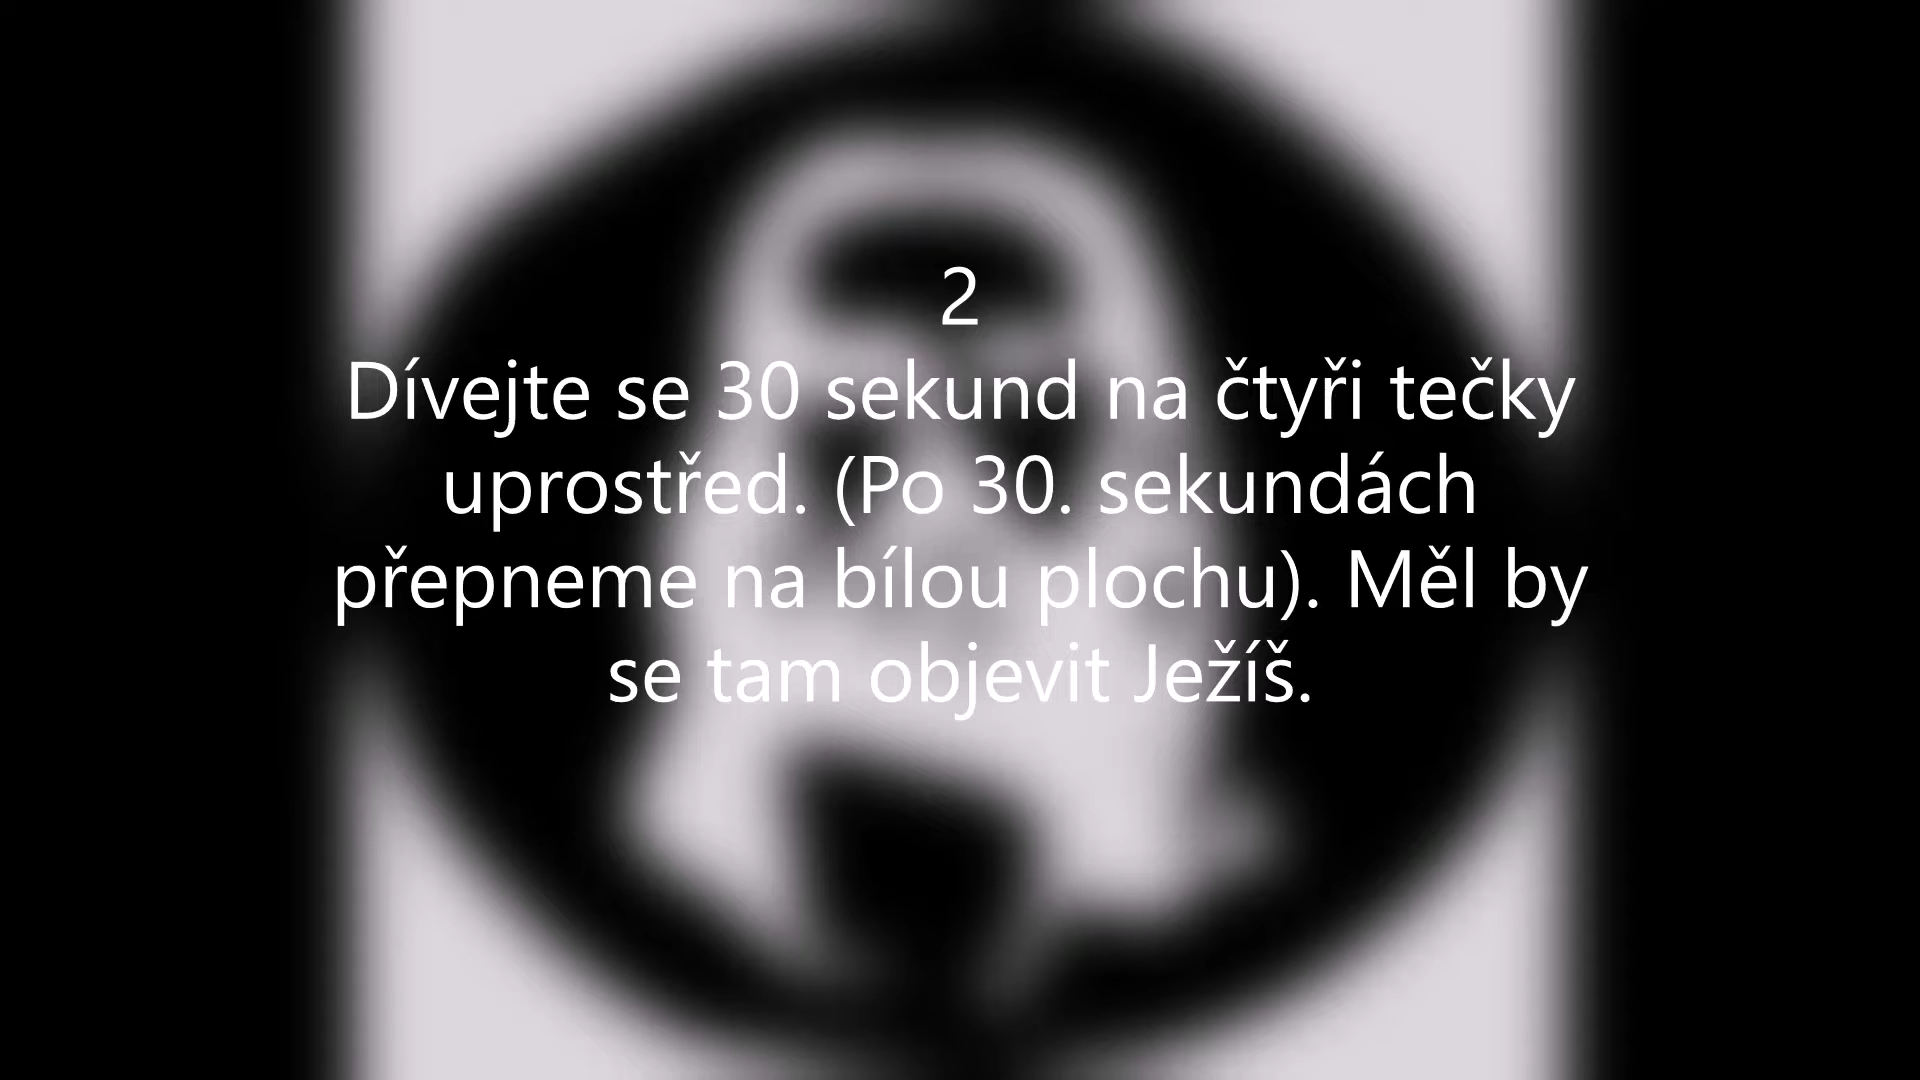 2
Dívejte se 30 sekund na čtyři tečky
uprostřed. (Po 30. sekundách
přepneme na bílou plochu). Měl by
se tam objevit Ježíš.